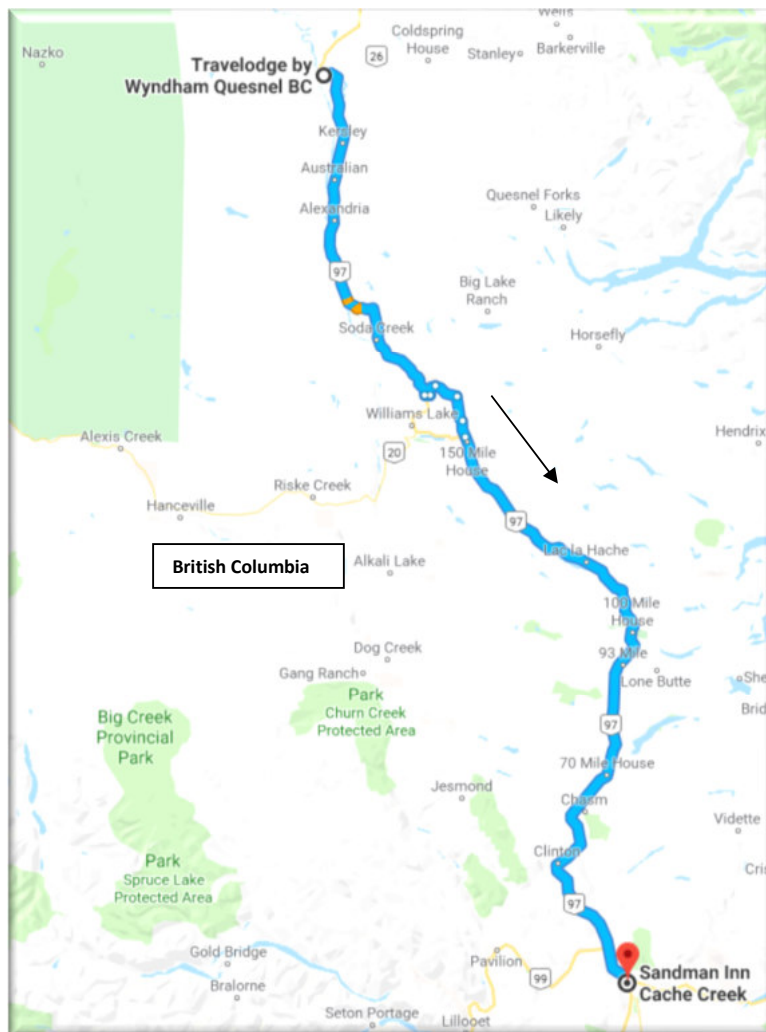 Wells
Coldspring
House
Barkerville
Stanley
Nazko
26
Travelodge by
Wyndham Quesnel BC
Kersley
Australian
Alexandria
Quesnel Forks
Likely
97
Big Lake
Ranch
Soda Creek
Horsefly
Williams Lake
Hendrix
Alexis Creek
20
150 Mile
House
Riske Creek
Hanceville
97
Lac la Hache
British Columbia
Alkali Lake
100 Mile
House
Dog Creek
93 Mile
Gang Ranch
Lone Butte
She
Park
Churn Creek
Protected Area
Brid
Big Creek
Provincial
Park
97
70 Mile House
Jesmond
Chasm
Vidette
Clinton
Park
Spruce Lake
Protected Area
Crin
97
Gold Bridge
Pavilion
Sandman Inn
Cache Creek
99
Bralorne
Seton Portage
Lillooet